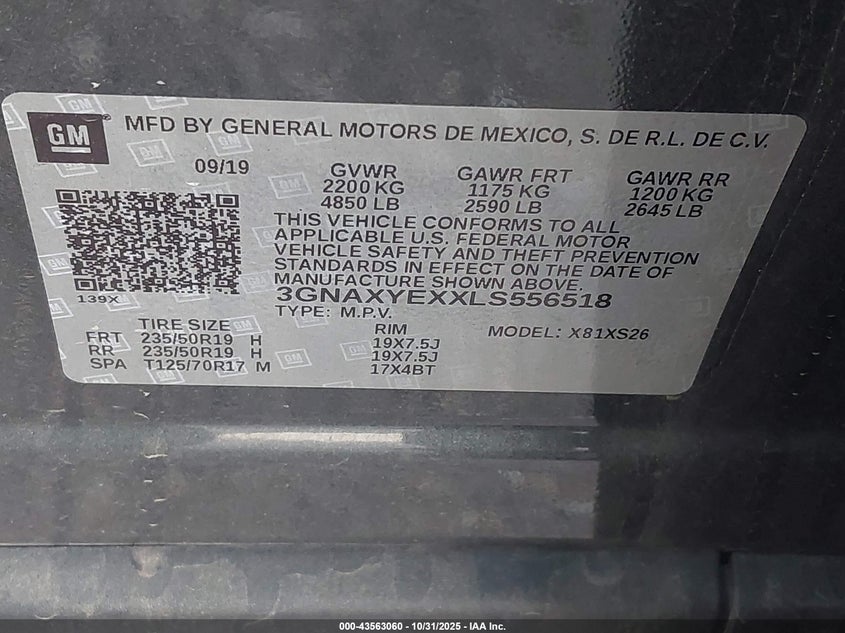 GM
MFD BY GENERAL MOTORS DE MEXICO, S. DE R.L. DE C.V.
09/19 GVWR GAWR FRT GAWR RR
2200 KG 1175 KG 1200 KG
4850 LB 2590 LB 2645 LB
THIS VEHICLE CONFORMS TO ALL
APPLICABLE U.S. FEDERAL MOTOR
VEHICLE SAFETY AND THEFT PREVENTION
STANDARDS IN EFFECT ON THE DATE OF
MANUFACTURE SHOWN ABOVE.
139X 3GNAXYEXXLS556518
TYPE: M.P.V. MODEL: X81XS26
TIRE SIZE RIM
FRT 235/50R19 H 19X7.5J
RR 235/50R19 H 19X7.5J
SPA T125/70R17 M 17X4BT
000-43563060 - 10/31/2025 - IAA Inc.